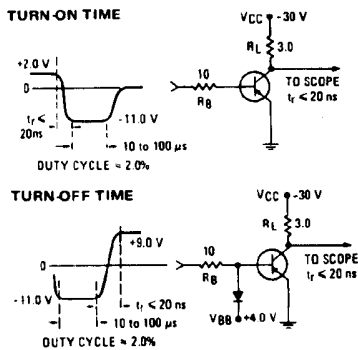 TURN-ON TIME
VCC -30 V
RL 3.0
+2.0 V
0
10
RB
TO SCOPE
tr ≤ 20 ns
tr ≤
20ns
-11.0 V
10 to 100 µs
DUTY CYCLE ≈ 2.0%
TURN-OFF TIME
VCC -30 V
+9.0 V
RL 3.0
0
10
RB
TO SCOPE
tr ≤ 20 ns
-11.0 V
tr ≤ 20 ns
10 to 100 µs
VBB +4.0 V
DUTY CYCLE ≈ 2.0%